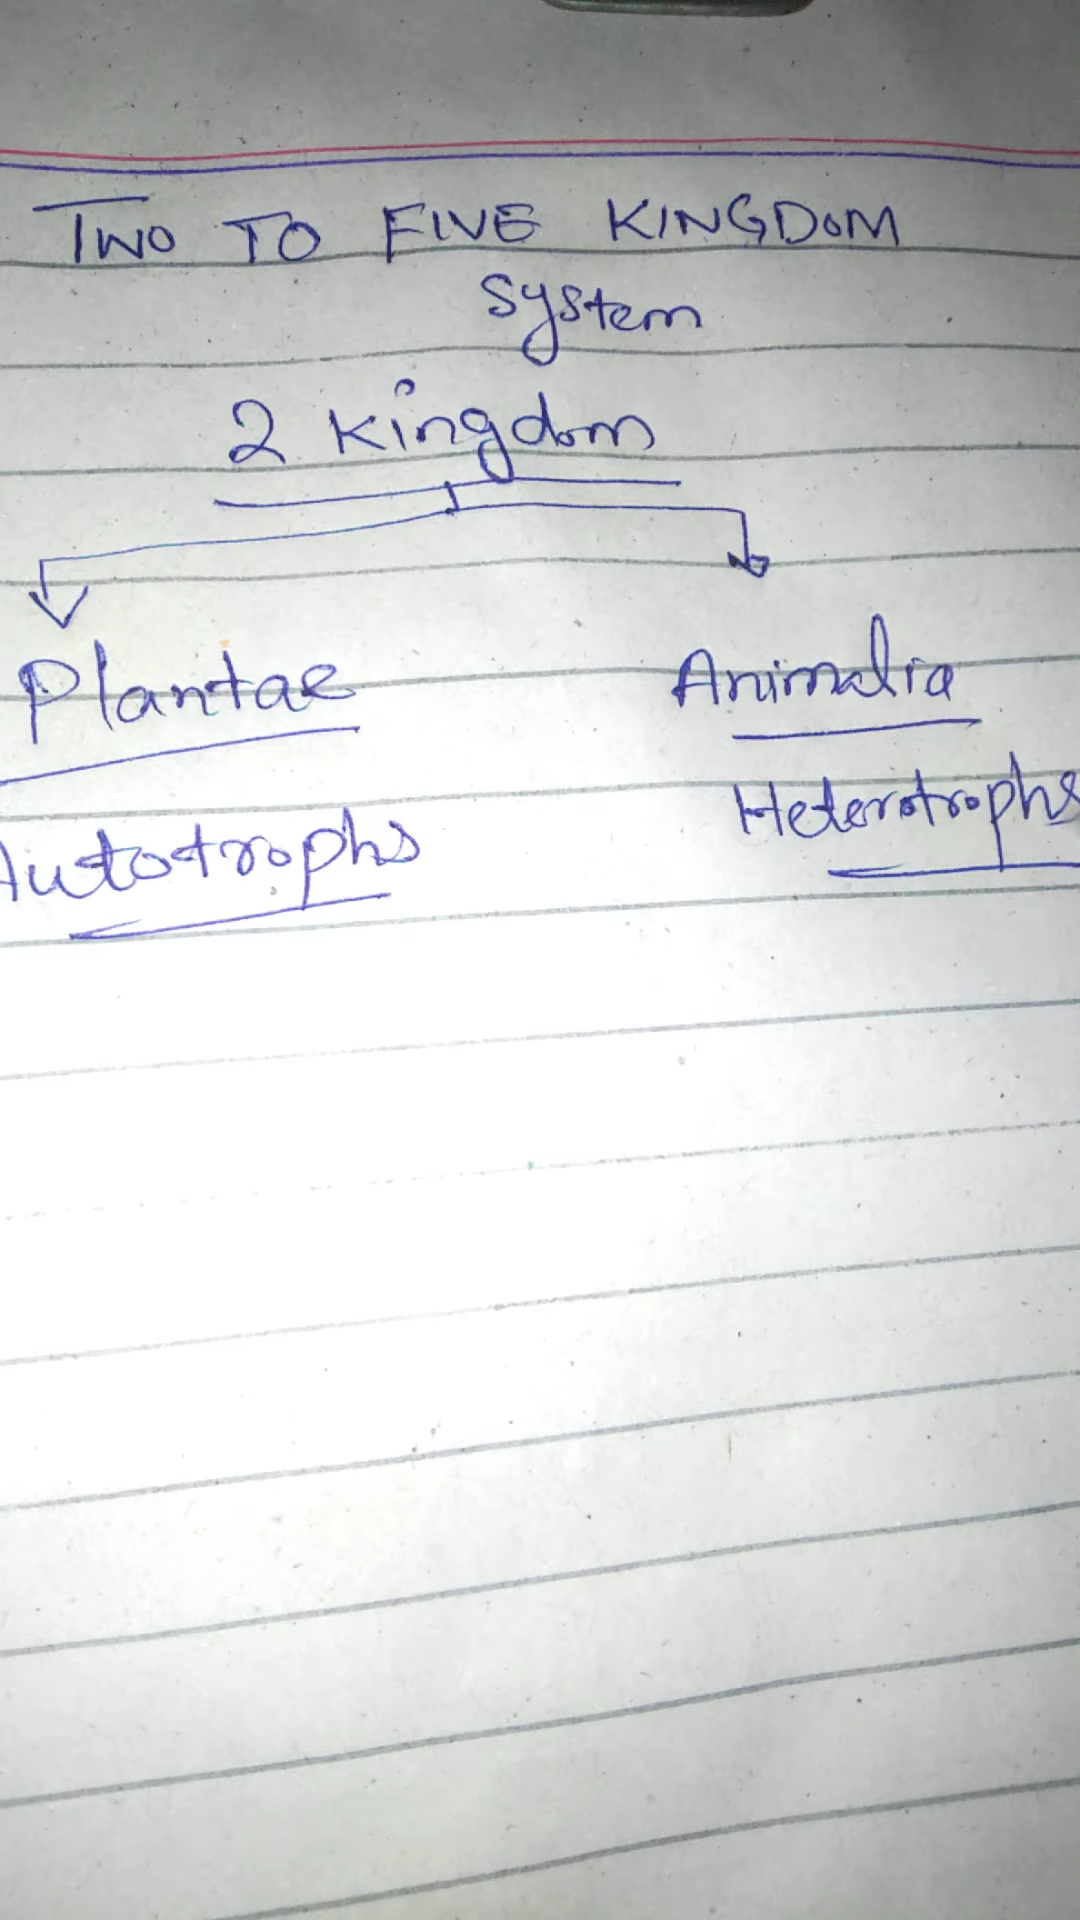 TWO TO FIVE KINGDOM
System
2 Kingdom
Plantae Animalia
Autotrophs Heterotrophs